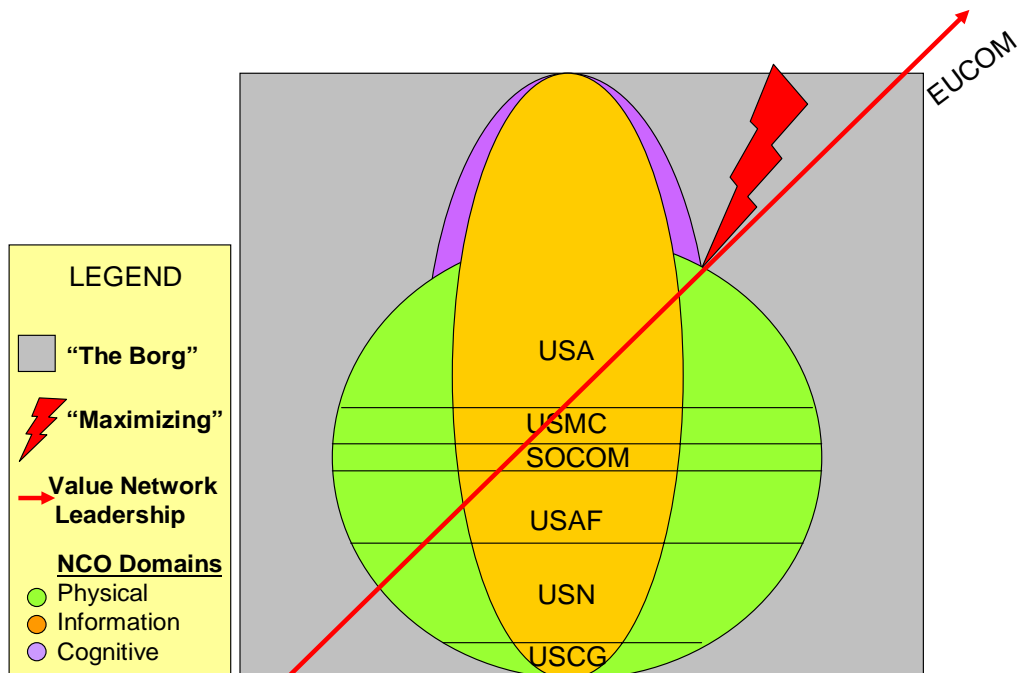 EUCOM
LEGEND
“The Borg”
“Maximizing”
Value Network
Leadership
NCO Domains
Physical
Information
Cognitive
USA
USMC
SOCOM
USAF
USN
USCG